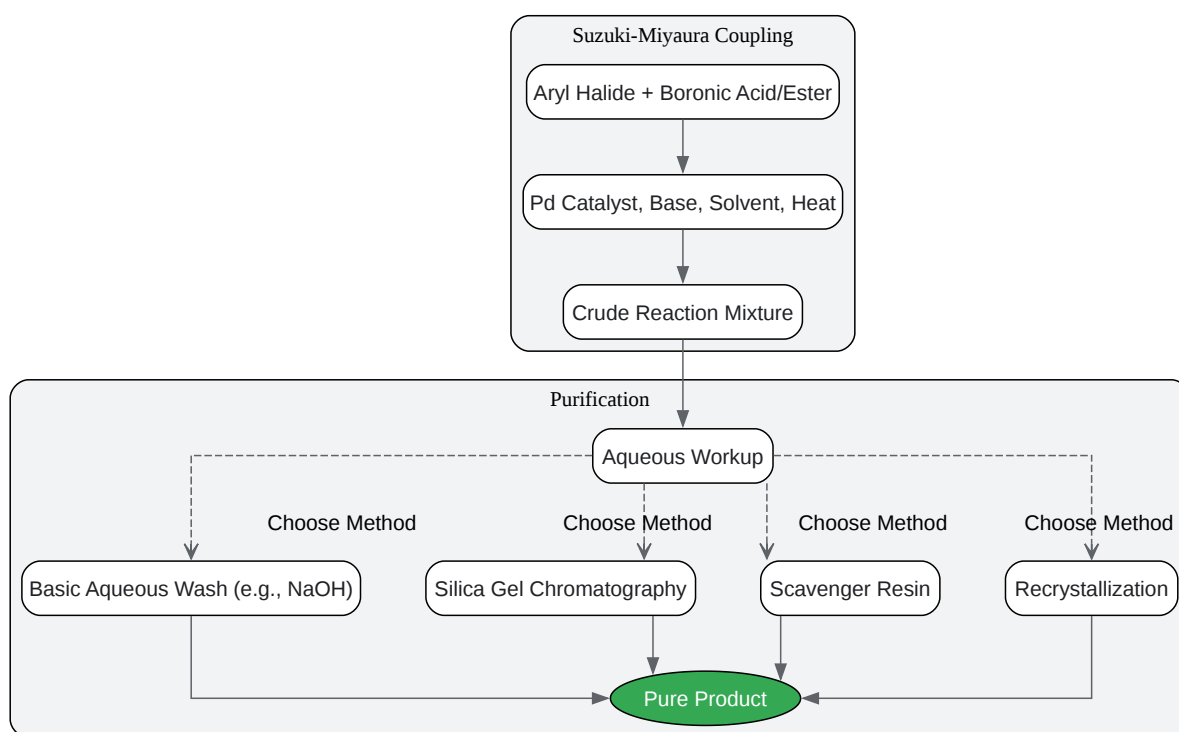 Suzuki-Miyaura Coupling
Aryl Halide + Boronic Acid/Ester
Pd Catalyst, Base, Solvent, Heat
Crude Reaction Mixture
Purification
Aqueous Workup
Choose Method
Choose Method
Choose Method
Choose Method
Basic Aqueous Wash (e.g., NaOH)
Silica Gel Chromatography
Scavenger Resin
Recrystallization
Pure Product